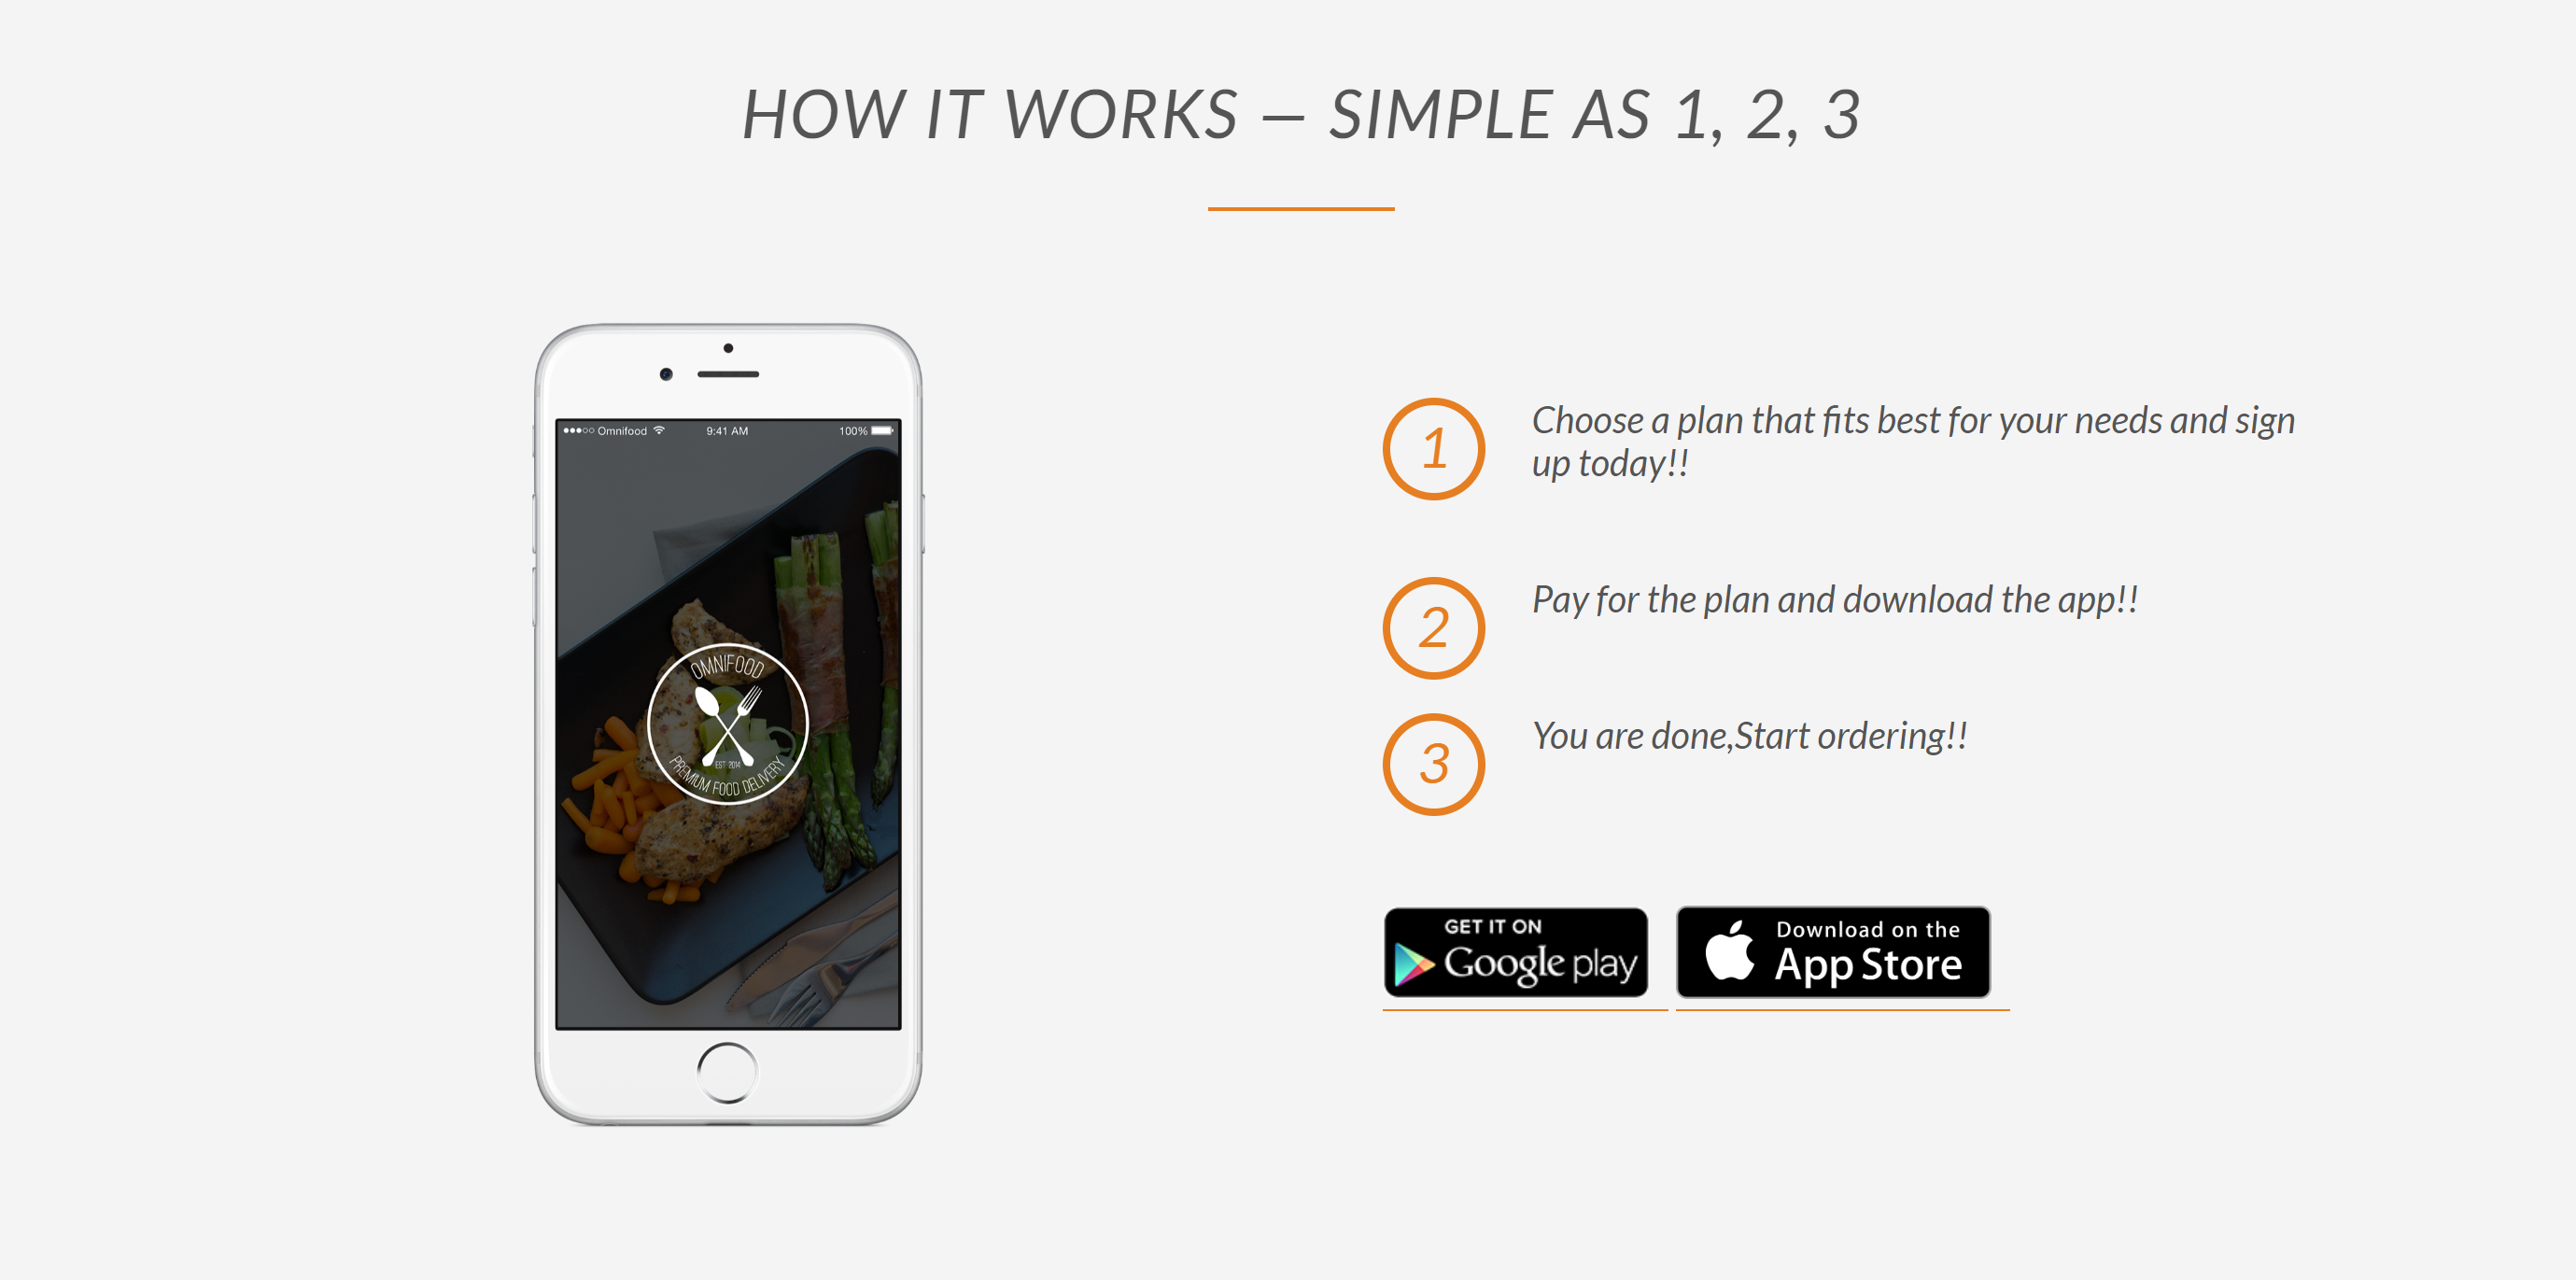 HOW IT WORKS — SIMPLE AS 1, 2, 3
Omnifood 9:41 AM 100%
OMNIFOOD
EST 2014
PREMIUM FOOD DELIVERY
1
Choose a plan that fits best for your needs and sign
up today!!
2
Pay for the plan and download the app!!
3
You are done,Start ordering!!
GET IT ON
Google play
Download on the
App Store